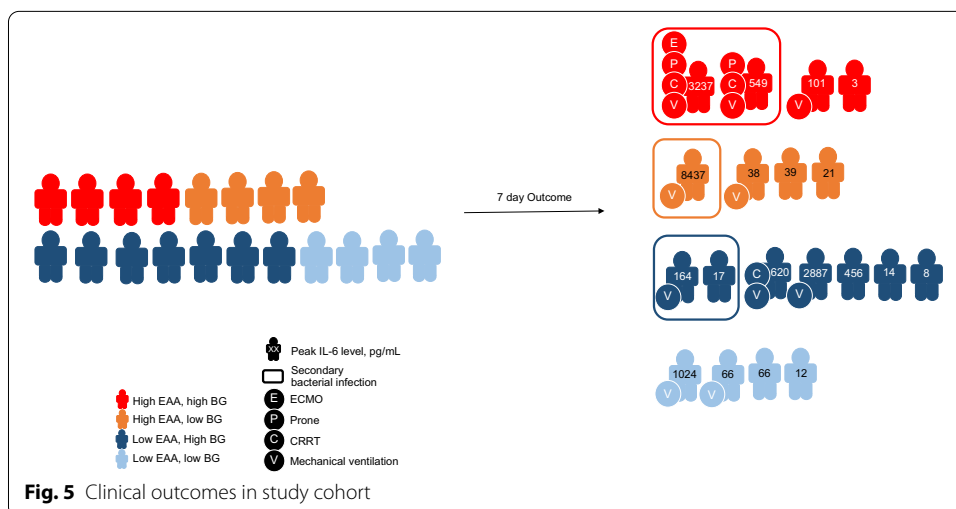 E
P P
C 3237 C 549 101 3
V V V
8437 38 39 21
V V
7 day Outcome
164 17 C 620 2887 456 14 8
V V V
XX Peak IL-6 level, pg/mL
Secondary
bacterial infection
1024 66 66 12
V V
High EAA, high BG
High EAA, low BG
Low EAA, High BG
Low EAA, low BG
E ECMO
P Prone
C CRRT
V Mechanical ventilation
Fig. 5 Clinical outcomes in study cohort